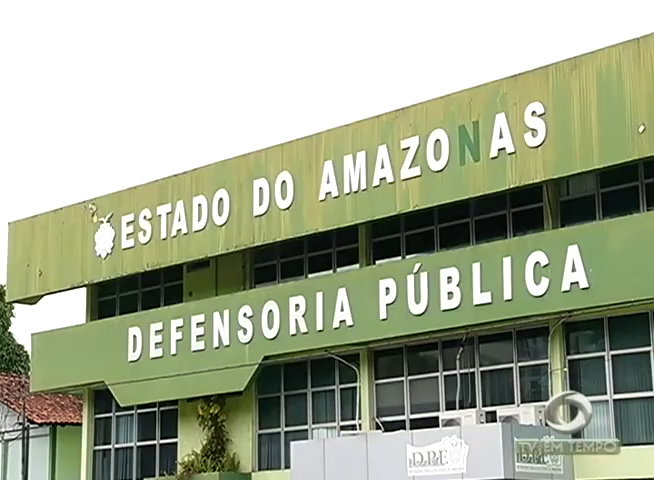 ESTADO DO AMAZONAS
DEFENSORIA PÚBLICA
DPE
TV EM TEMPO